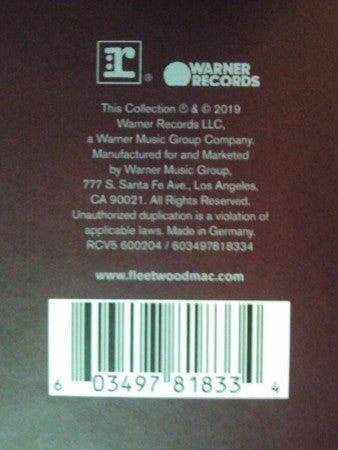 r ®
WARNER
RECORDS
This Collection ℗ & © 2019
Warner Records LLC,
a Warner Music Group Company.
Manufactured for and Marketed
by Warner Music Group,
777 S. Santa Fe Ave., Los Angeles,
CA 90021. All Rights Reserved.
Unauthorized duplication is a violation of
applicable laws. Made in Germany.
RCV5 600204 / 603497818334
www.fleetwoodmac.com
6 03497 81833 4